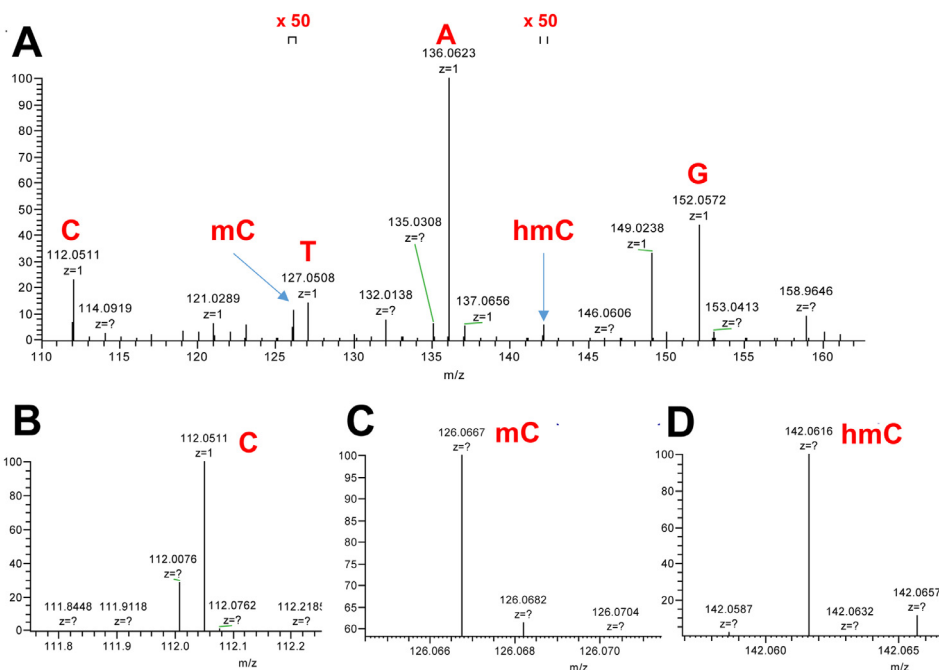 x 50
x 50
A
A
136.0623
z=1
100
90
80
70
60
50
40
30
20
10
0
C
112.0511
z=1
114.0919
z=?
mC
121.0289
z=1
T
127.0508
z=1
132.0138
z=?
135.0308
z=?
137.0656
z=1
hmC
146.0606
z=?
149.0238
z=1
G
152.0572
z=1
153.0413
z=?
158.9646
z=?
110 115 120 125 130 135 140 145 150 155 160
m/z
B
112.0511
z=1
C
100
80
60
40
20
0
112.0076
z=?
111.8448
z=?
111.9118
z=?
112.0762
z=?
112.2185
z=?
111.8 111.9 112.0 112.1 112.2
m/z
C
126.0667
z=?
mC
100
95
90
85
80
75
70
65
60
126.0682
z=?
126.0704
z=?
126.066 126.068 126.070
m/z
D
142.0616
z=?
hmC
100
80
60
40
20
142.0587
z=?
142.0632
z=?
142.0657
z=?
142.060 142.065
m/z